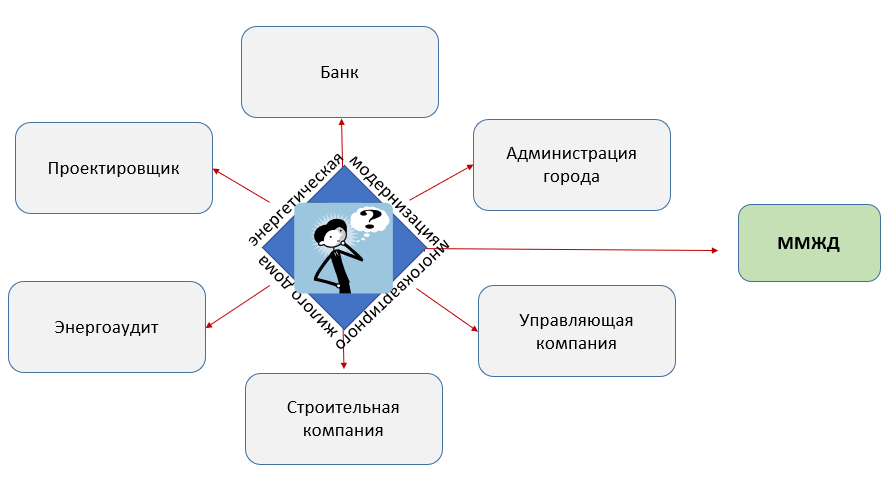 Банк
Проектировщик
Администрация
города
энергетическая
модернизация
многоквартирного
жилого дома
?
ММЖД
Энергоаудит
Управляющая
компания
Строительная
компания